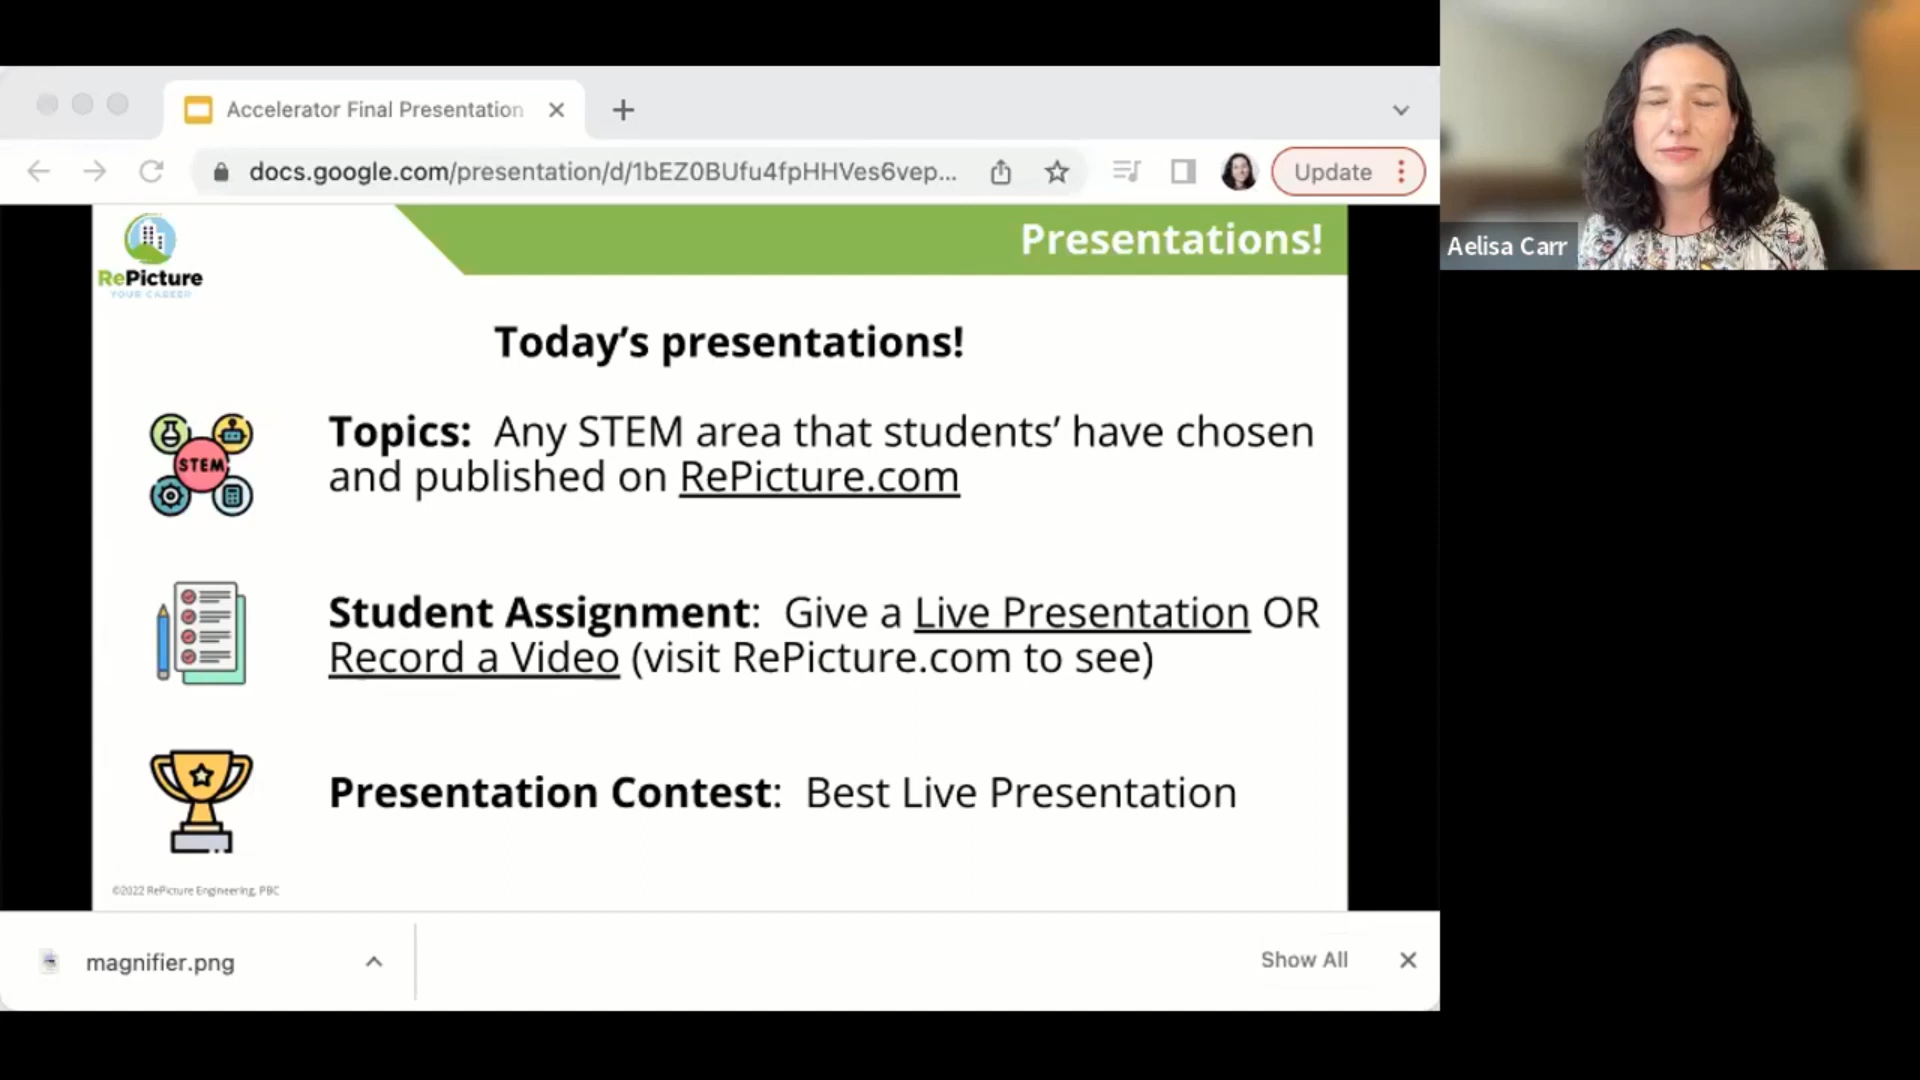 Accelerator Final Presentation
docs.google.com/presentation/d/1bEZ0BUfu4fpHHVes6vep...
Update
Aelisa Carr
RePicture
YOUR CAREER
Presentations!
Today's presentations!
STEM
Topics: Any STEM area that students' have chosen
and published on RePicture.com
Student Assignment: Give a Live Presentation OR
Record a Video (visit RePicture.com to see)
Presentation Contest: Best Live Presentation
©2022 RePicture Engineering, PBC
magnifier.png
Show All